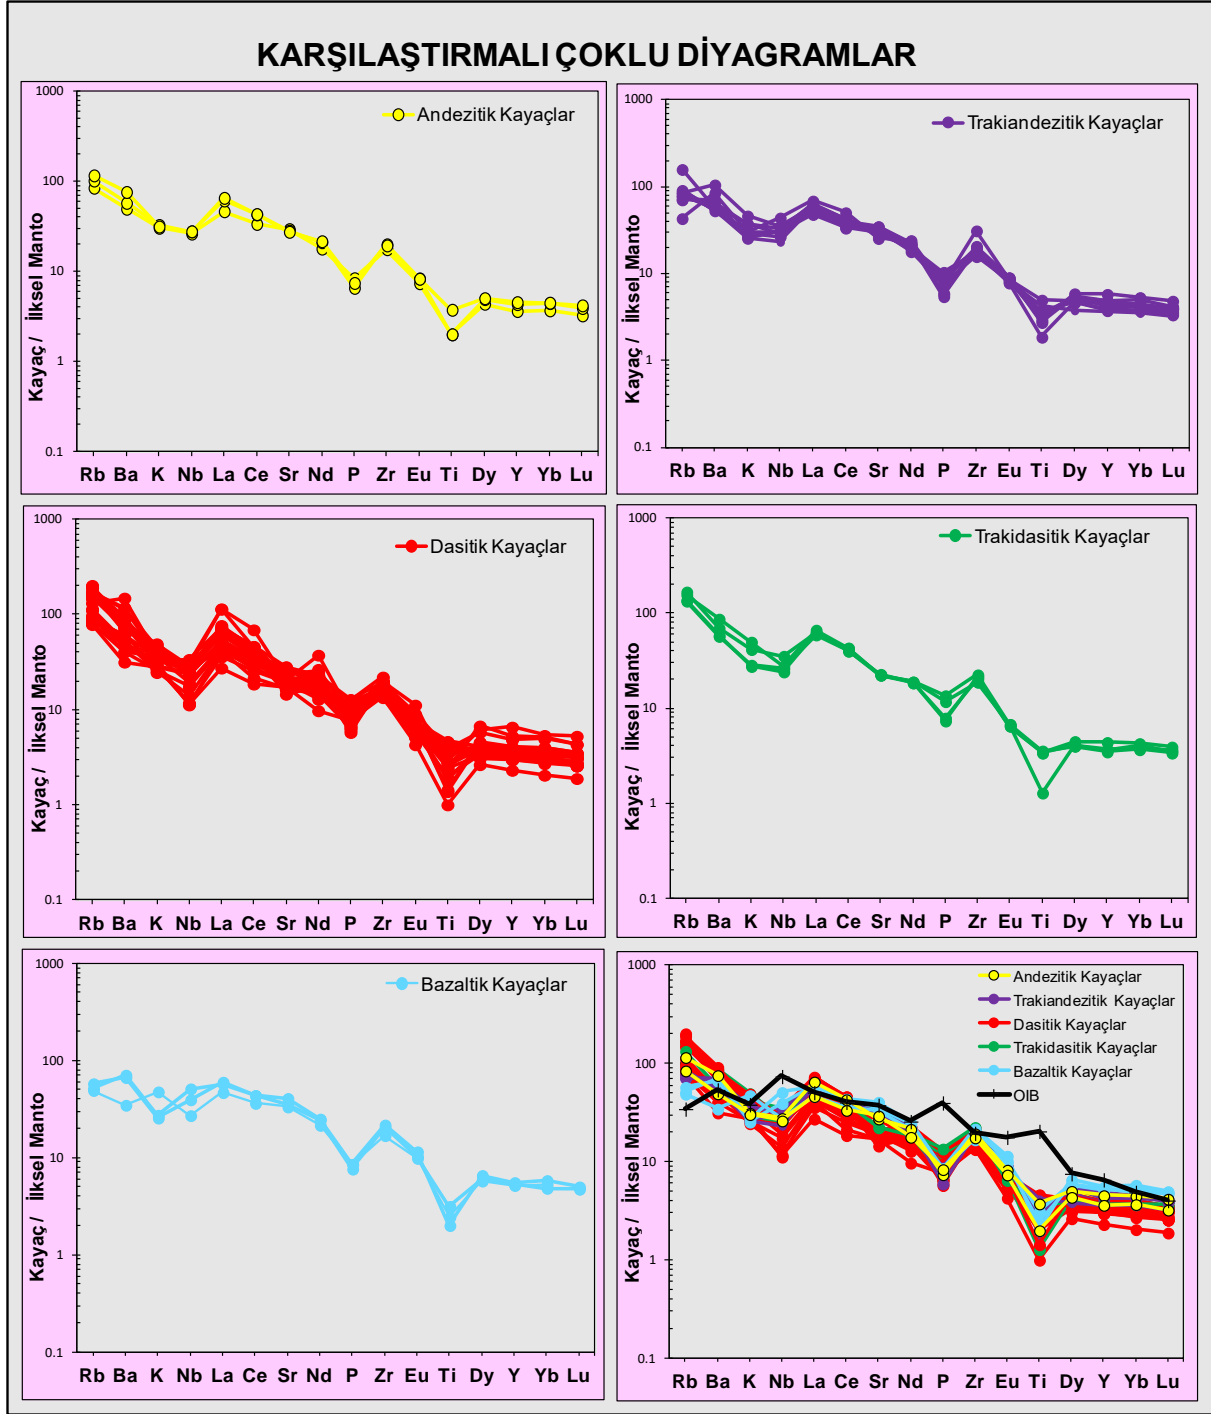 KARŞILAŞTIRMALI ÇOKLU DİYAGRAMLAR
Andezitik Kayaçlar
Kayaç / İlksel Manto
1000
100
10
1
0.1
Rb Ba K Nb La Ce Sr Nd P Zr Eu Ti Dy Y Yb Lu
Trakiandezitik Kayaçlar
Kayaç / İlksel Manto
1000
100
10
1
0.1
Rb Ba K Nb La Ce Sr Nd P Zr Eu Ti Dy Y Yb Lu
Dasitik Kayaçlar
Kayaç / İlksel Manto
1000
100
10
1
0.1
Rb Ba K Nb La Ce Sr Nd P Zr Eu Ti Dy Y Yb Lu
Trakidasitik Kayaçlar
Kayaç / İlksel Manto
1000
100
10
1
0.1
Rb Ba K Nb La Ce Sr Nd P Zr Eu Ti Dy Y Yb Lu
Bazaltik Kayaçlar
Kayaç / İlksel Manto
1000
100
10
1
0.1
Rb Ba K Nb La Ce Sr Nd P Zr Eu Ti Dy Y Yb Lu
Andezitik Kayaçlar
Trakiandezitik Kayaçlar
Dasitik Kayaçlar
Trakidasitik Kayaçlar
Bazaltik Kayaçlar
OIB
Kayaç / İlksel Manto
1000
100
10
1
0.1
Rb Ba K Nb La Ce Sr Nd P Zr Eu Ti Dy Y Yb Lu